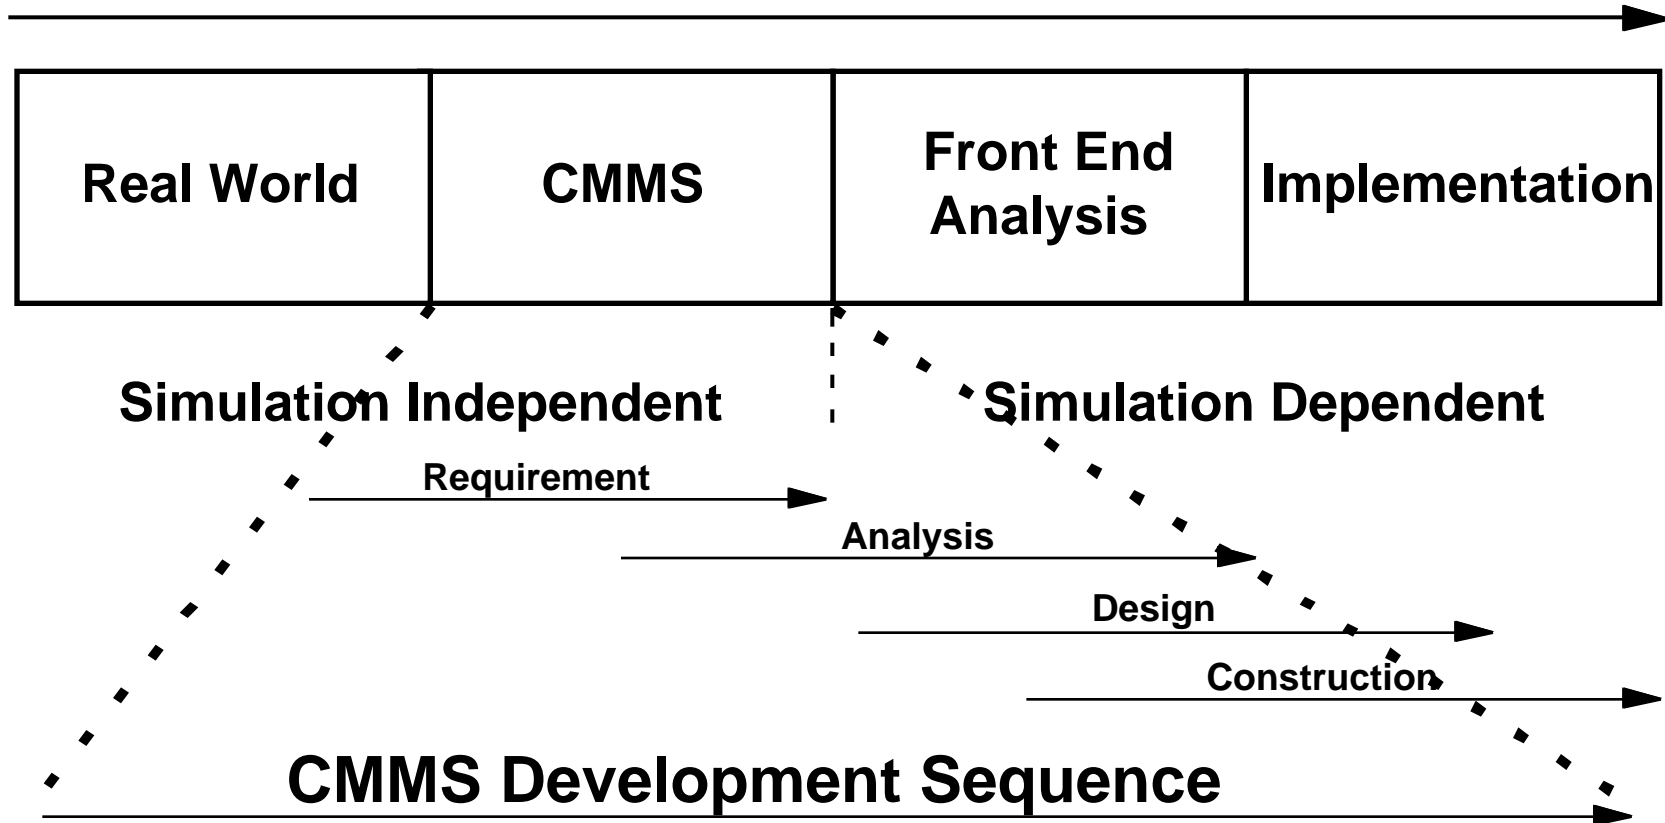 Real World
CMMS
Front End
Analysis
Implementation
Simulation Independent
Simulation Dependent
Requirement
Analysis
Design
Construction
CMMS Development Sequence